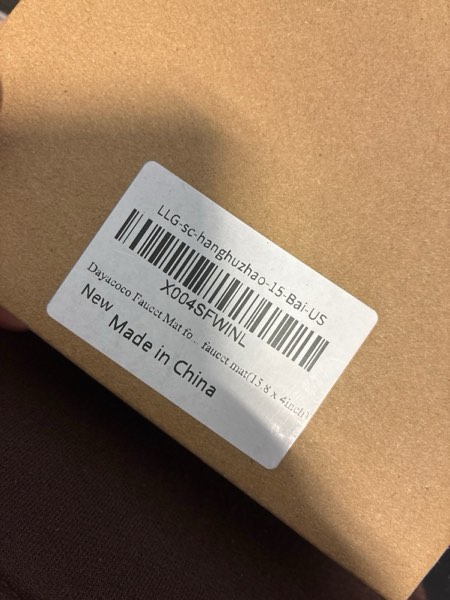 LLG-sc-hanghuzhao-15-Bai-US
X004SFWINL
Dayacoco Faucet Mat fo... faucet mat(15.8 x 4inch)
New
Made in China